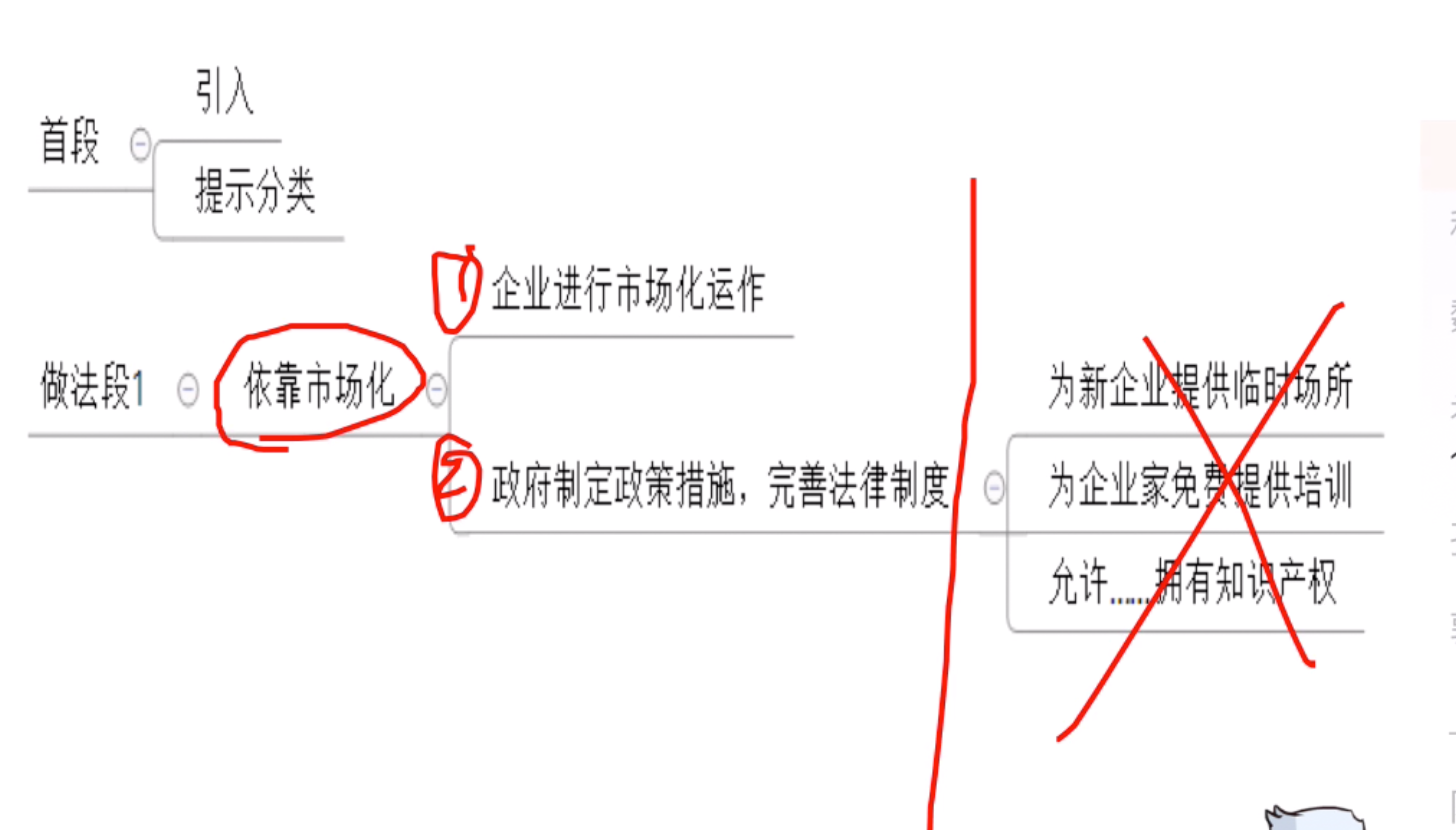 引入
首段
提示分类
1 企业进行市场化运作
做法段1
依靠市场化
为新企业提供临时场所
2 政府制定政策措施，完善法律制度
为企业家免费提供培训
允许……拥有知识产权